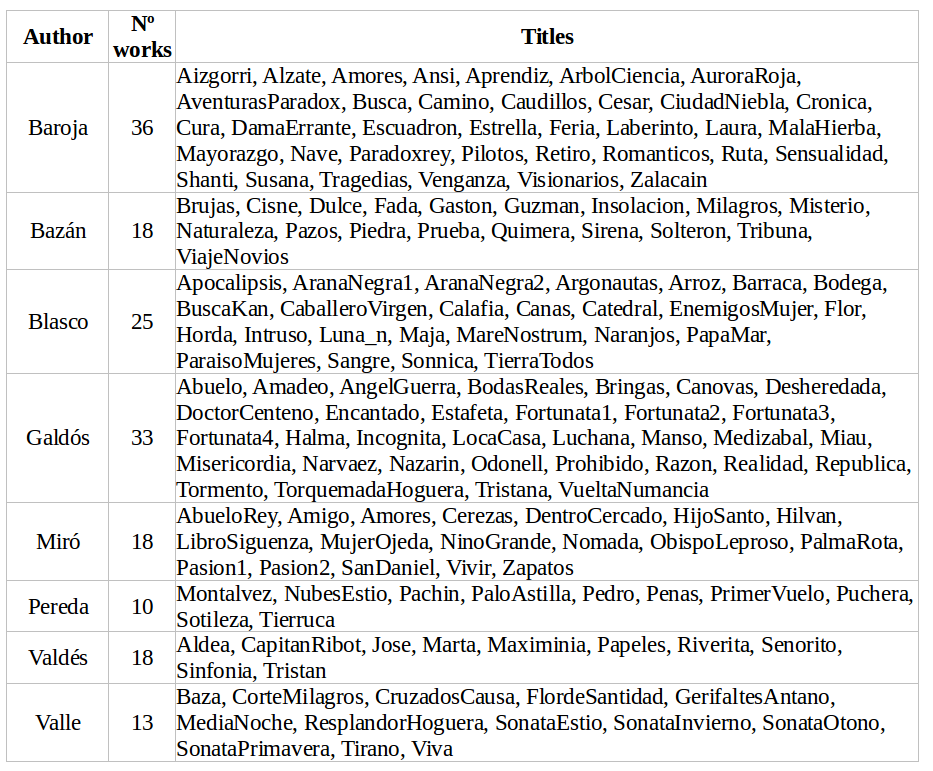 Author
Nº
works
Titles
Baroja
36
Aizgorri, Alzate, Amores, Ansi, Aprendiz, ArbolCiencia, AuroraRoja,
AventurasParadox, Busca, Camino, Caudillos, Cesar, CiudadNiebla, Cronica,
Cura, DamaErrante, Escuadron, Estrella, Feria, Laberinto, Laura, MalaHierba,
Mayorazgo, Nave, Paradoxrey, Pilotos, Retiro, Romanticos, Ruta, Sensualidad,
Shanti, Susana, Tragedias, Venganza, Visionarios, Zalacain
Bazán
18
Brujas, Cisne, Dulce, Fada, Gaston, Guzman, Insolacion, Milagros, Misterio,
Naturaleza, Pazos, Piedra, Prueba, Quimera, Sirena, Solteron, Tribuna,
ViajeNovios
Blasco
25
Apocalipsis, AranaNegra1, AranaNegra2, Argonautas, Arroz, Barraca, Bodega,
BuscaKan, CaballeroVirgen, Calafia, Canas, Catedral, EnemigosMujer, Flor,
Horda, Intruso, Luna_n, Maja, MareNostrum, Naranjos, PapaMar,
ParaisoMujeres, Sangre, Sonnica, TierraTodos
Galdós
33
Abuelo, Amadeo, AngelGuerra, BodasReales, Bringas, Canovas, Desheredada,
DoctorCenteno, Encantado, Estafeta, Fortunata1, Fortunata2, Fortunata3,
Fortunata4, Halma, Incognita, LocaCasa, Luchana, Manso, Medizabal, Miau,
Misericordia, Narvaez, Nazarin, Odonell, Prohibido, Razon, Realidad, Republica,
Tormento, TorquemadaHoguera, Tristana, VueltaNumancia
Miró
18
AbueloRey, Amigo, Amores, Cerezas, DentroCercado, HijoSanto, Hilvan,
LibroSiguenza, MujerOjeda, NinoGrande, Nomada, ObispoLeproso, PalmaRota,
Pasion1, Pasion2, SanDaniel, Vivir, Zapatos
Pereda
10
Montalvez, NubesEstio, Pachin, PaloAstilla, Pedro, Penas, PrimerVuelo, Puchera,
Sotileza, Tierruca
Valdés
18
Aldea, CapitanRibot, Jose, Marta, Maximinia, Papeles, Riverita, Senorito,
Sinfonia, Tristan
Valle
13
Baza, CorteMilagros, CruzadosCausa, FlordeSantidad, GerifaltesAntano,
MediaNoche, ResplandorHoguera, SonataEstio, SonataInvierno, SonataOtono,
SonataPrimavera, Tirano, Viva